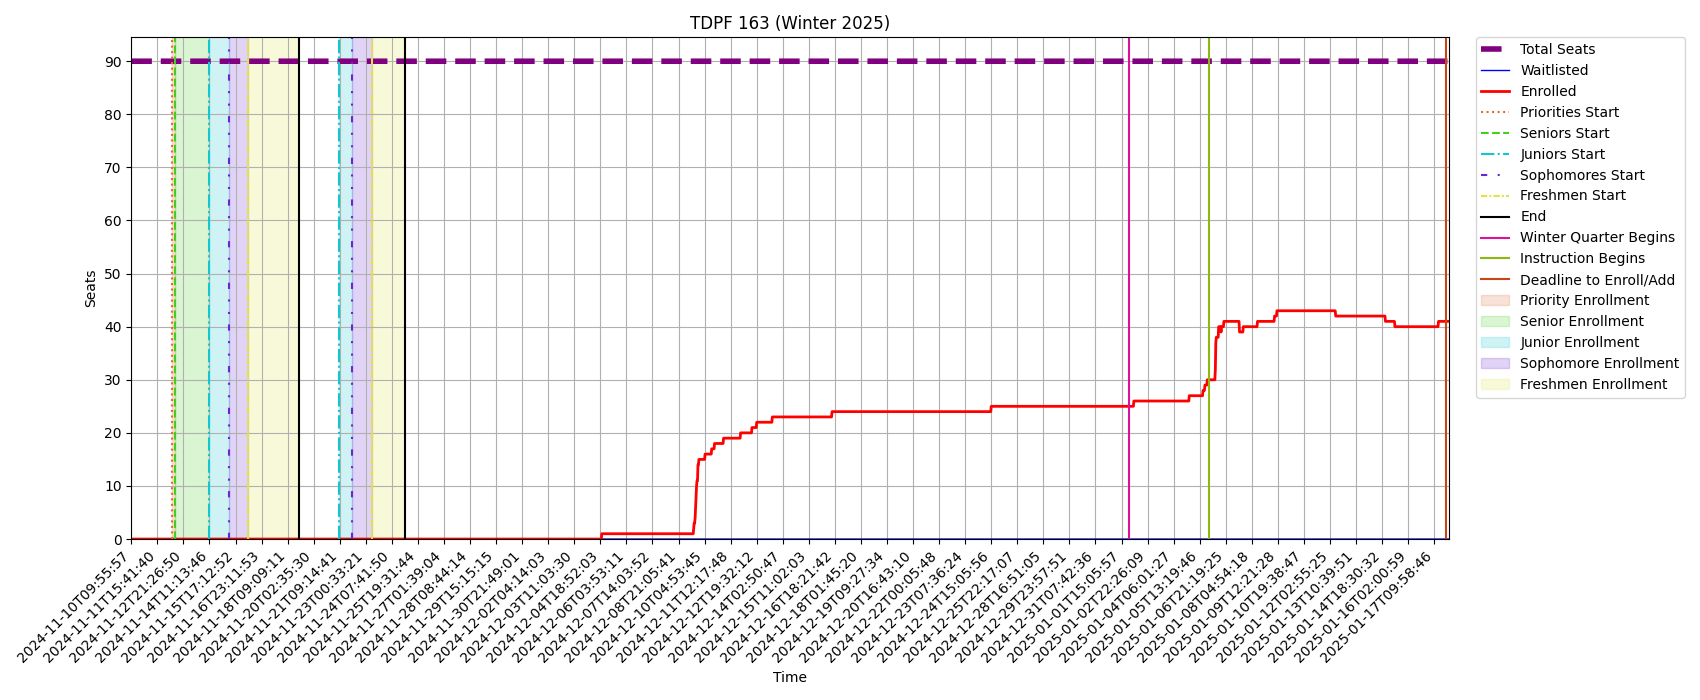 TDPF 163 (Winter 2025)
90
80
70
60
50
40
30
20
10
0
Seats
2024-11-10T09:55:57
2024-11-11T15:41:40
2024-11-12T21:26:50
2024-11-14T11:13:46
2024-11-15T17:12:52
2024-11-16T23:11:53
2024-11-18T09:09:11
2024-11-20T02:35:30
2024-11-21T09:14:41
2024-11-23T00:33:21
2024-11-24T07:41:50
2024-11-25T19:31:44
2024-11-27T01:39:04
2024-11-28T08:44:14
2024-11-29T15:15:15
2024-11-30T21:49:01
2024-12-02T04:14:03
2024-12-03T11:03:30
2024-12-04T18:52:03
2024-12-06T03:53:11
2024-12-07T14:03:52
2024-12-08T21:05:41
2024-12-10T04:53:45
2024-12-11T12:17:48
2024-12-12T19:32:12
2024-12-14T02:50:47
2024-12-15T11:02:03
2024-12-16T18:21:42
2024-12-18T01:45:20
2024-12-19T09:27:34
2024-12-20T16:43:10
2024-12-22T00:05:48
2024-12-23T07:36:24
2024-12-24T15:05:56
2024-12-25T22:17:07
2024-12-28T16:51:05
2024-12-29T23:57:51
2024-12-31T07:42:36
2025-01-01T15:05:57
2025-01-02T22:26:09
2025-01-04T06:01:27
2025-01-05T13:19:46
2025-01-06T21:19:25
2025-01-08T04:54:18
2025-01-09T12:21:28
2025-01-10T19:38:47
2025-01-12T02:55:25
2025-01-13T10:39:51
2025-01-14T18:30:32
2025-01-16T02:00:59
2025-01-17T09:58:46
Time
Total Seats
Waitlisted
Enrolled
Priorities Start
Seniors Start
Juniors Start
Sophomores Start
Freshmen Start
End
Winter Quarter Begins
Instruction Begins
Deadline to Enroll/Add
Priority Enrollment
Senior Enrollment
Junior Enrollment
Sophomore Enrollment
Freshmen Enrollment